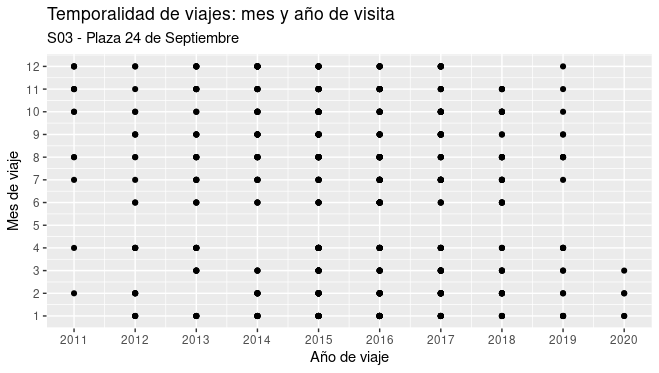 Temporalidad de viajes: mes y año de visita
S03 - Plaza 24 de Septiembre
Mes de viaje
12
11
10
9
8
7
6
5
4
3
2
1
2011 2012 2013 2014 2015 2016 2017 2018 2019 2020
Año de viaje